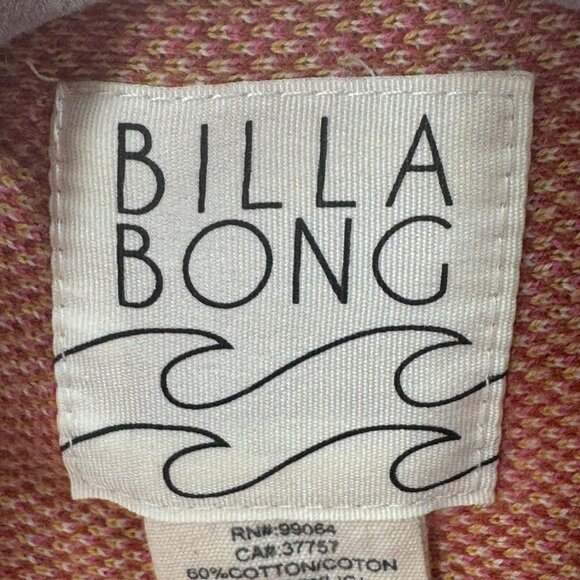 BILLA
BONG
RN#:99064
CA#:37757
60%COTTON/COTON